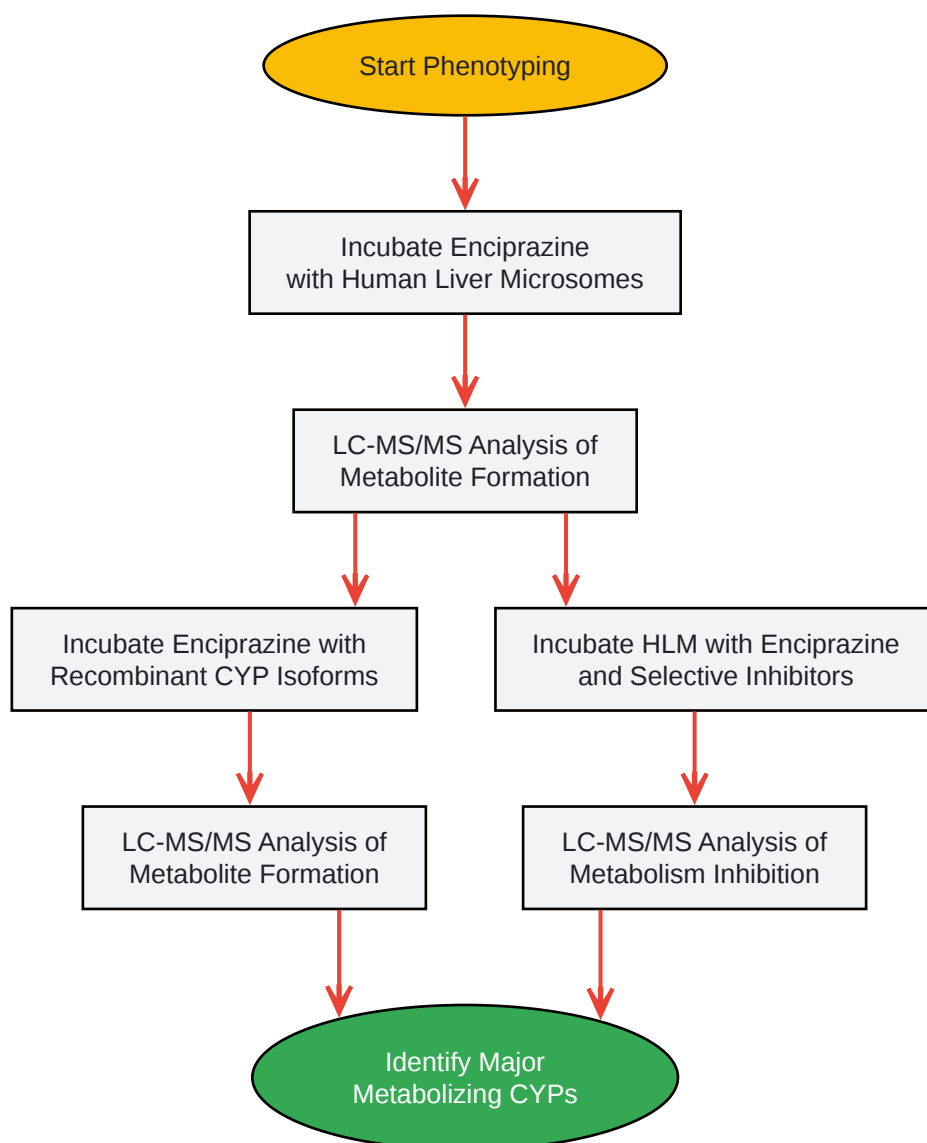 Start Phenotyping
Incubate Enciprazine
with Human Liver Microsomes
LC-MS/MS Analysis of
Metabolite Formation
Incubate Enciprazine with
Recombinant CYP Isoforms
Incubate HLM with Enciprazine
and Selective Inhibitors
LC-MS/MS Analysis of
Metabolite Formation
LC-MS/MS Analysis of
Metabolism Inhibition
Identify Major
Metabolizing CYPs